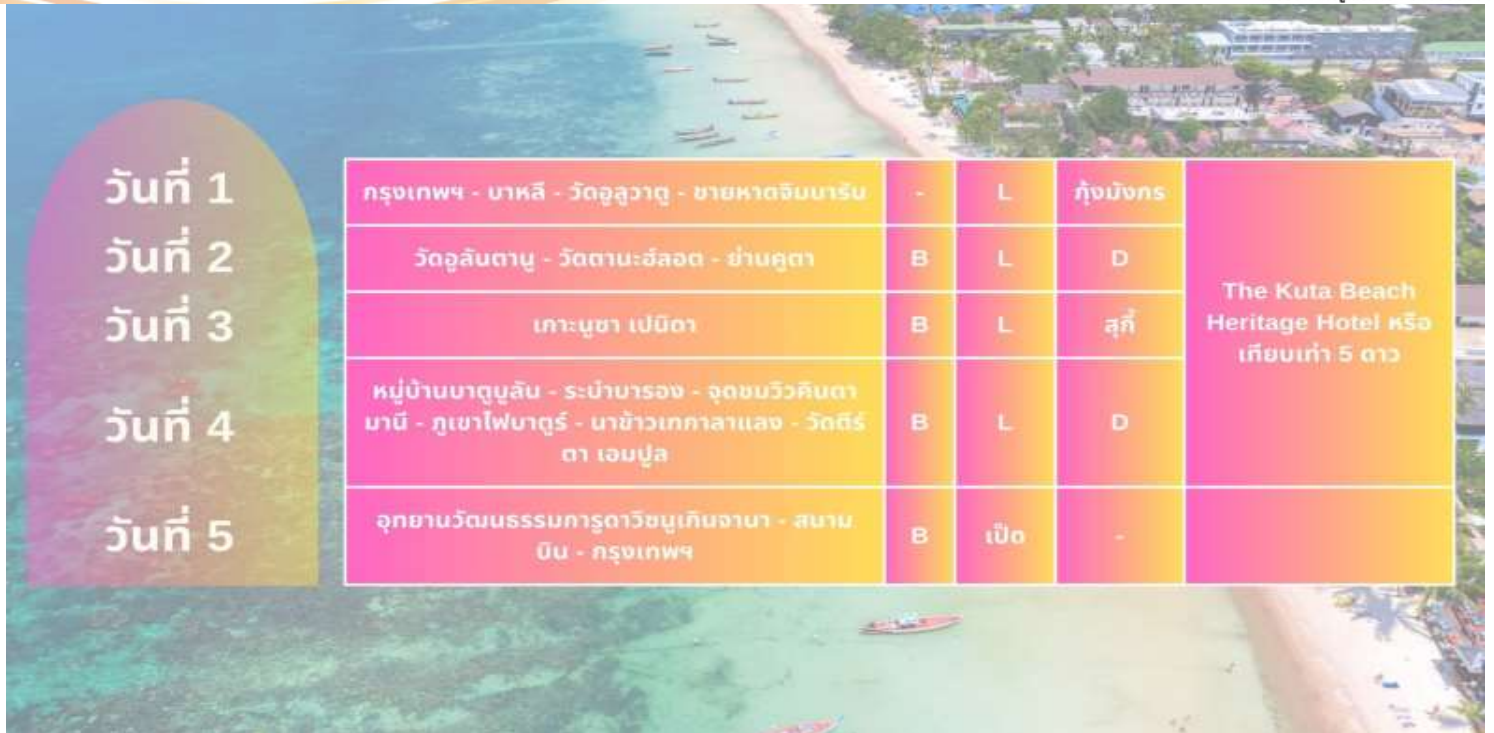 วันที่ 1
กรุงเทพฯ - บาหลี - วัดอูลูวาตู - ชายหาดจิมบารัน
-
L
กุ้งมังกร
วันที่ 2
วัดอูลันดานู - วัดตานะฮ์ลอต - ย่านคูตา
B
L
D
วันที่ 3
เกาะนูซา เปนิดา
B
L
สุกี้
The Kuta Beach
Heritage Hotel หรือ
เทียบเท่า 5 ดาว
วันที่ 4
หมู่บ้านบาตูบูลัน - ระบำบารอง - จุดชมวิวคินตา
มานี - ภูเขาไฟบาตูร์ - นาข้าวเทกาลาแลง - วัดตีร์
ตา เอมปูล
B
L
D
วันที่ 5
อุทยานวัฒนธรรมการูดาวิษณุเก็นจานา - สนาม
บิน - กรุงเทพฯ
B
เป็ด
-